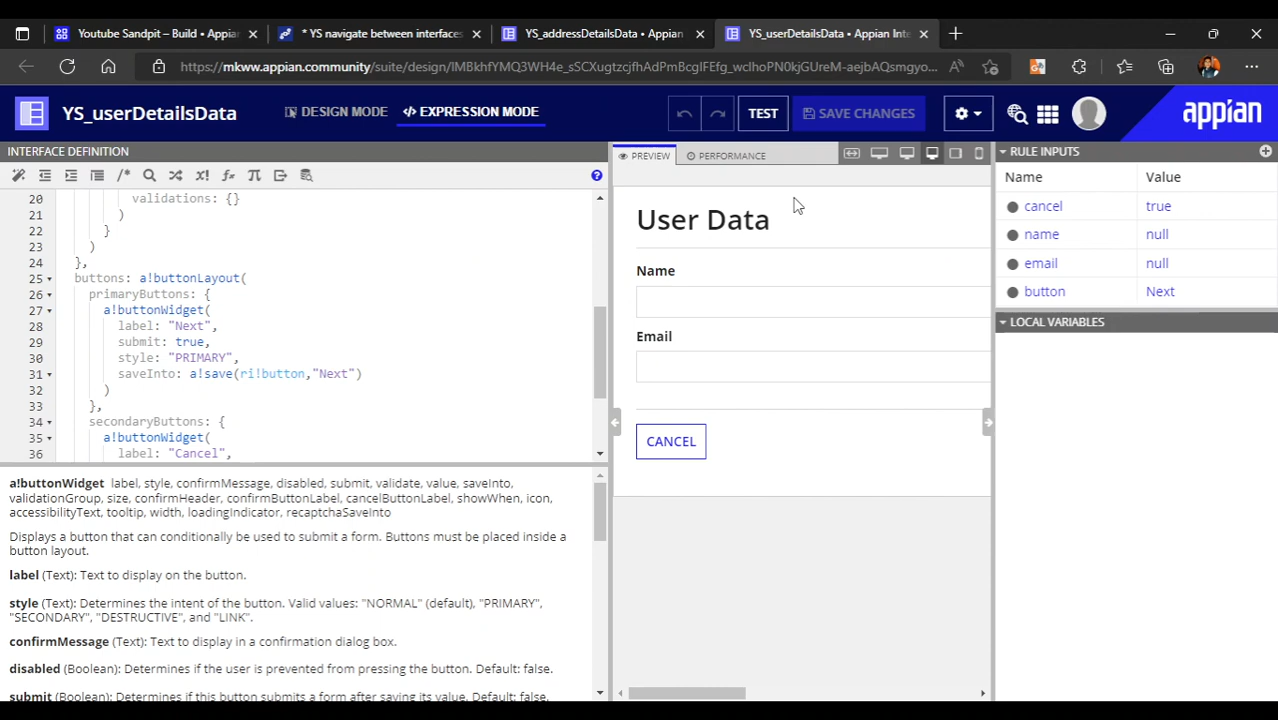 Youtube Sandpit – Build • Appian
* YS navigate between interfaces
YS_addressDetailsData • Appian
YS_userDetailsData • Appian Inte
https://mkww.appian.community/suite/design/
YS_userDetailsData
DESIGN MODE
EXPRESSION MODE
TEST
SAVE CHANGES
appian
INTERFACE DEFINITION
PREVIEW
PERFORMANCE
RULE INPUTS
20 validations: {}
21 )
22 }
23 )
24 },
25 buttons: a!buttonLayout(
26 primaryButtons: {
27 a!buttonWidget(
28 label: "Next",
29 submit: true,
30 style: "PRIMARY",
31 saveInto: a!save(ri!button,"Next")
32 )
33 },
34 secondaryButtons: {
35 a!buttonWidget(
36 label: "Cancel",
a!buttonWidget label, style, confirmMessage, disabled, submit, validate, value, saveInto,
validationGroup, size, confirmHeader, confirmButtonLabel, cancelButtonLabel, showWhen, icon,
accessibilityText, tooltip, width, loadingIndicator, recaptchaSaveInto
Displays a button that can conditionally be used to submit a form. Buttons must be placed inside a
button layout.
label (Text): Text to display on the button.
style (Text): Determines the intent of the button. Valid values: "NORMAL" (default), "PRIMARY",
"SECONDARY", "DESTRUCTIVE", and "LINK".
confirmMessage (Text): Text to display in a confirmation dialog box.
disabled (Boolean): Determines if the user is prevented from pressing the button. Default: false.
submit (Boolean): Determines if this button submits a form after saving its value. Default: false.
User Data
Name
Email
CANCEL
Name Value
cancel true
name null
email null
button Next
LOCAL VARIABLES